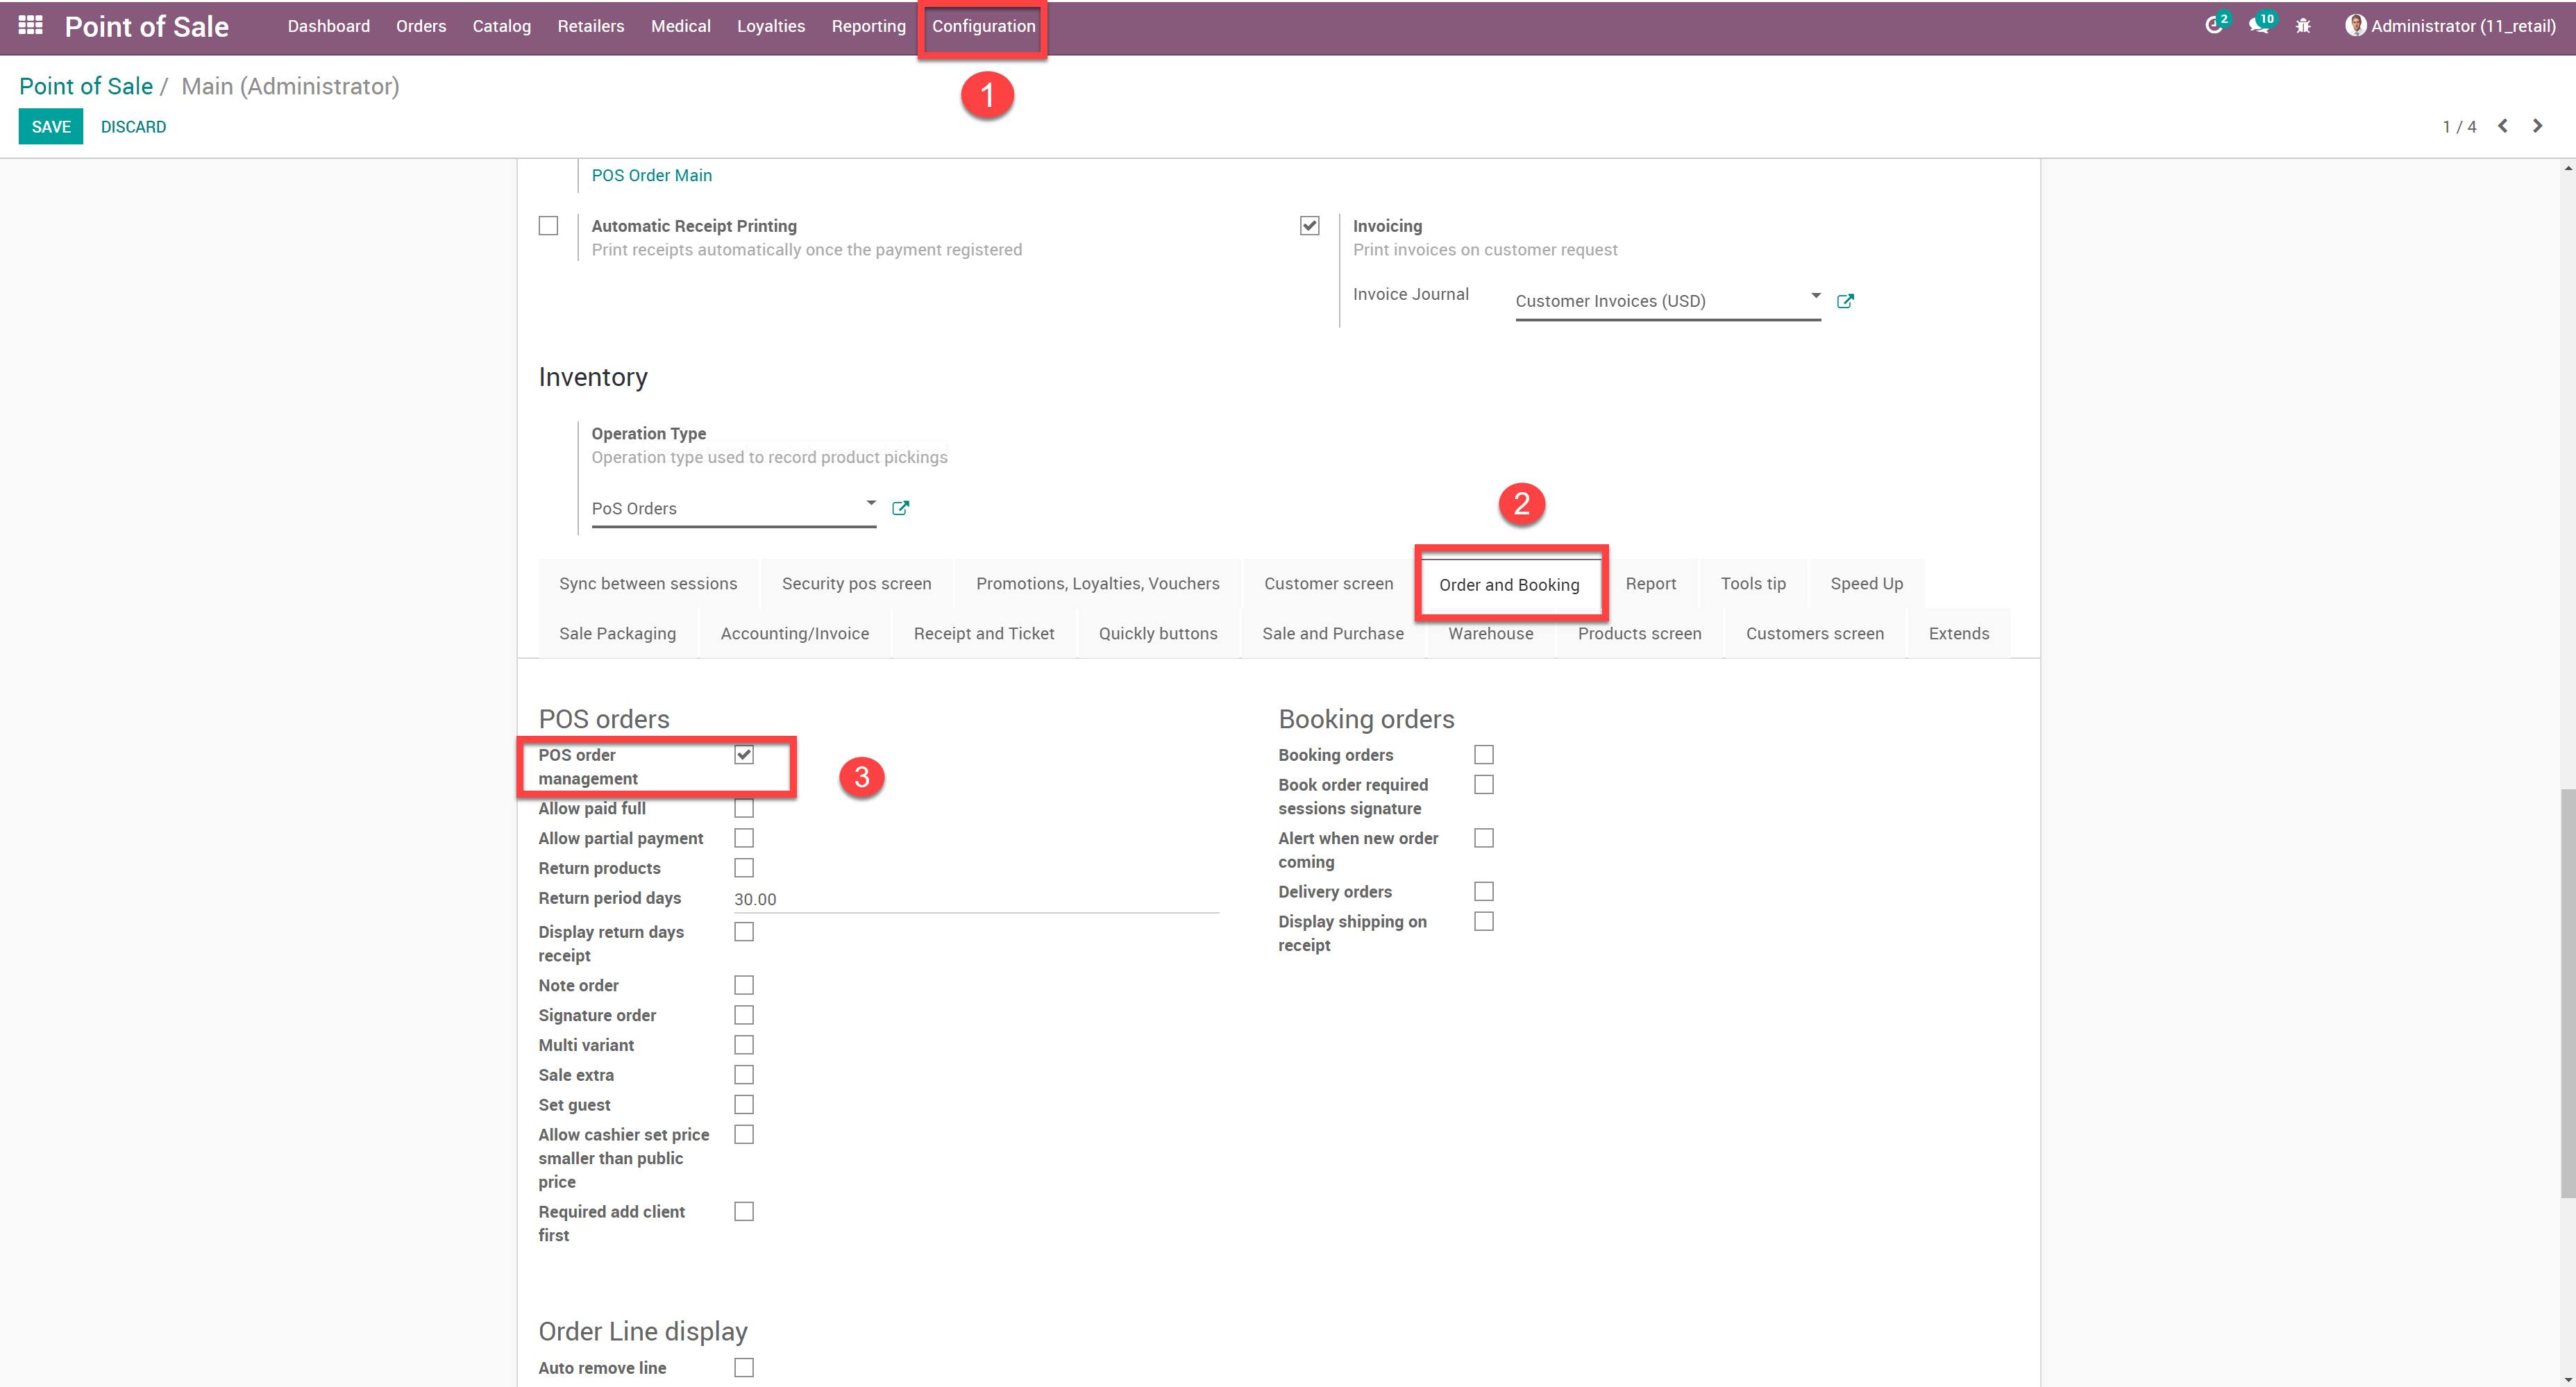 Point of Sale Dashboard Orders Catalog Retailers Medical Loyalties Reporting Configuration 2 10 Administrator (11_retail)
1
Point of Sale / Main (Administrator)
SAVE DISCARD 1 / 4
POS Order Main
Automatic Receipt Printing
Print receipts automatically once the payment registered
Invoicing
Print invoices on customer request
Invoice Journal Customer Invoices (USD)
Inventory
Operation Type
Operation type used to record product pickings
PoS Orders
2
Sync between sessions Security pos screen Promotions, Loyalties, Vouchers Customer screen Order and Booking Report Tools tip Speed Up
Sale Packaging Accounting/Invoice Receipt and Ticket Quickly buttons Sale and Purchase Warehouse Products screen Customers screen Extends
POS orders
POS order
management
3
Allow paid full
Allow partial payment
Return products
Return period days 30.00
Display return days
receipt
Note order
Signature order
Multi variant
Sale extra
Set guest
Allow cashier set price
smaller than public
price
Required add client
first
Booking orders
Booking orders
Book order required
sessions signature
Alert when new order
coming
Delivery orders
Display shipping on
receipt
Order Line display
Auto remove line